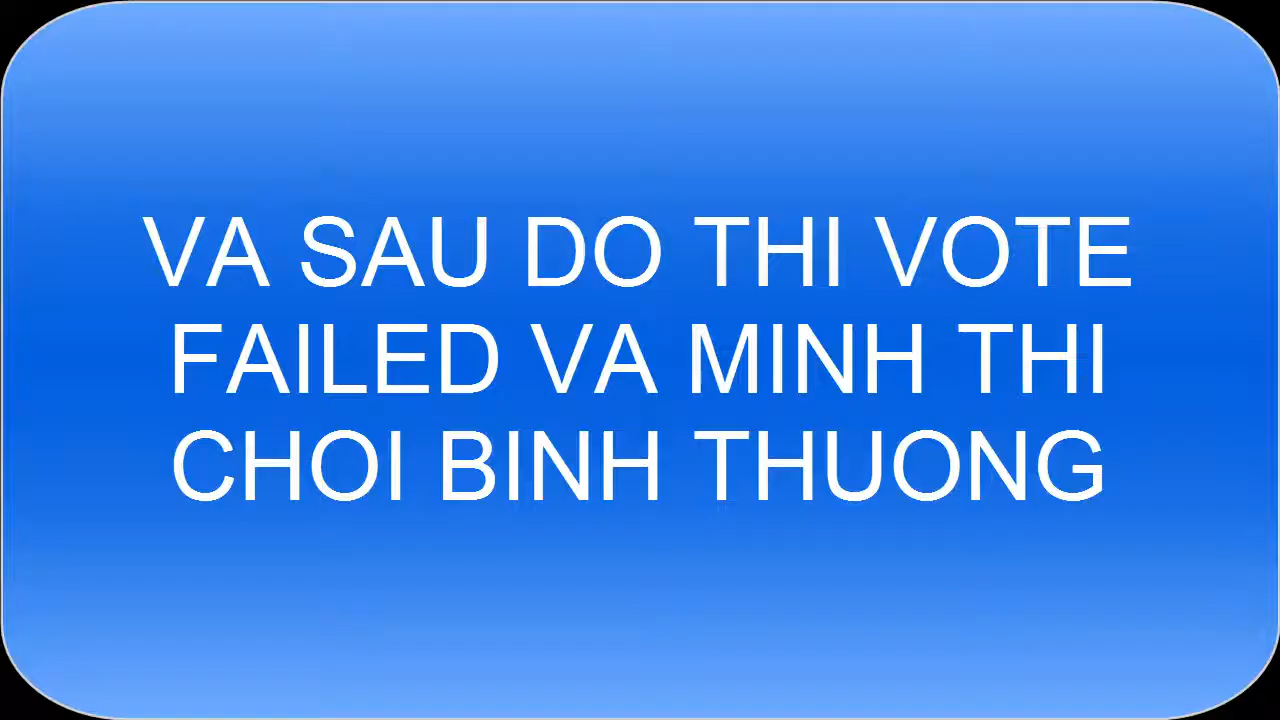 VA SAU DO THI VOTE
FAILED VA MINH THI
CHOI BINH THUONG